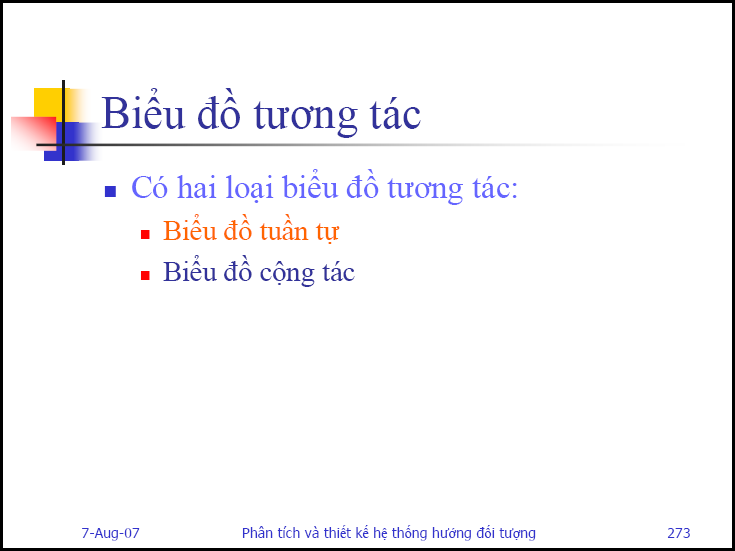 Biểu đồ tương tác
Có hai loại biểu đồ tương tác:
Biểu đồ tuần tự
Biểu đồ cộng tác
7-Aug-07 Phân tích và thiết kế hệ thống hướng đối tượng 273